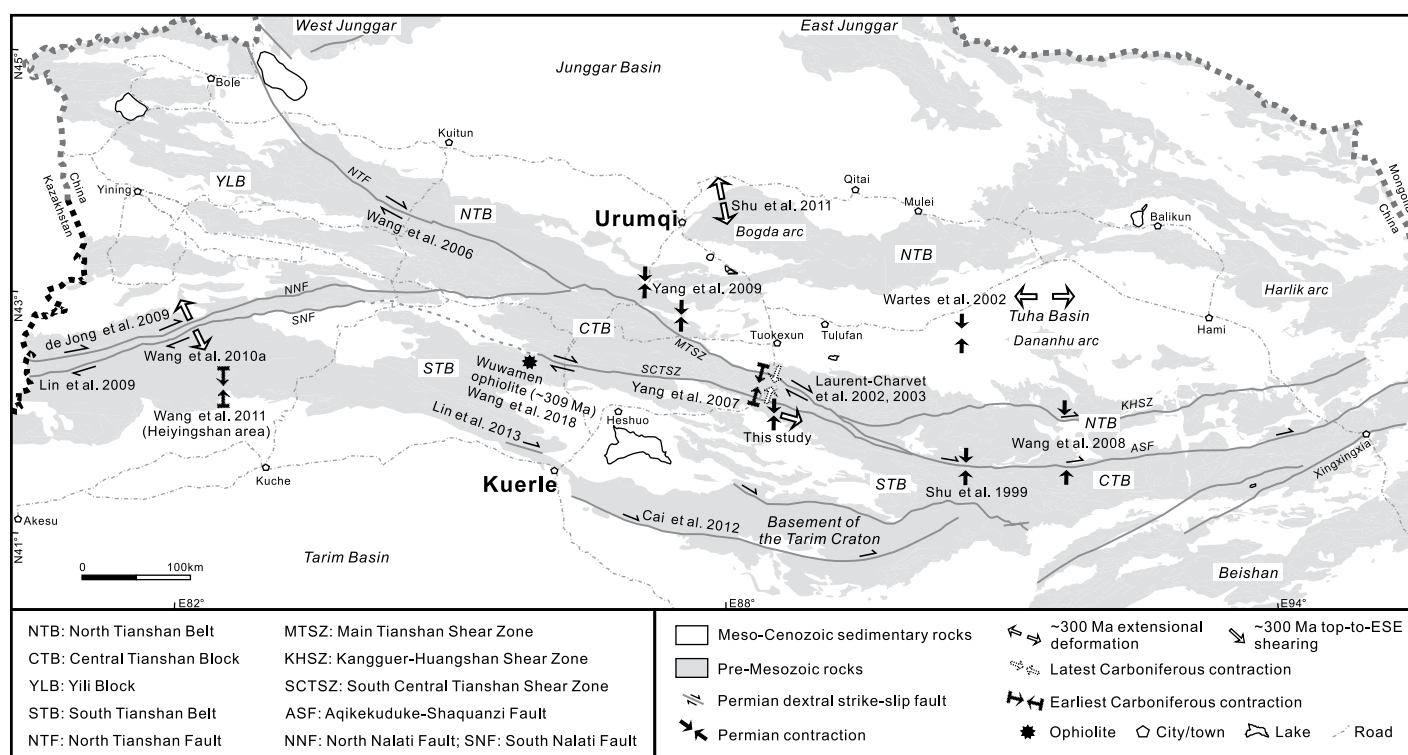 West Junggar
East Junggar
Junggar Basin
N45°
Bole
Kuitun
China
Kazakhstan
Yining
YLB
NTF
Wang et al. 2006
NTB
Urumqi
Shu et al. 2011
Bogda arc
Qitai
Mulei
Balikun
Mongolia
China
NTB
N43°
NNF
SNF
de Jong et al. 2009
Wang et al. 2010a
Lin et al. 2009
Wang et al. 2011
(Heiyingshan area)
Yang et al. 2009
Wartes et al. 2002
Tuha Basin
Dananhu arc
Harlik arc
Hami
Tuokexun
Tulufan
CTB
MTSZ
STB
SCTSZ
Wuwamen
ophiolite (~309 Ma)
Wang et al. 2018
Yang et al. 2007
Laurent-Charvet
et al. 2002, 2003
This study
Lin et al. 2013
Heshuo
KHSZ
NTB
Wang et al. 2008
ASF
CTB
Xingxingxia
Kuche
Kuerle
STB
Shu et al. 1999
Akesu
N41°
Cai et al. 2012
Basement of
the Tarim Craton
Tarim Basin
Beishan
0 100km
E82°
E88°
E94°
NTB: North Tianshan Belt
CTB: Central Tianshan Block
YLB: Yili Block
STB: South Tianshan Belt
NTF: North Tianshan Fault
MTSZ: Main Tianshan Shear Zone
KHSZ: Kangguer-Huangshan Shear Zone
SCTSZ: South Central Tianshan Shear Zone
ASF: Aqikekuduke-Shaquanzi Fault
NNF: North Nalati Fault; SNF: South Nalati Fault
Meso-Cenozoic sedimentary rocks
Pre-Mesozoic rocks
Permian dextral strike-slip fault
Permian contraction
~300 Ma extensional
deformation
~300 Ma top-to-ESE
shearing
Latest Carboniferous contraction
Earliest Carboniferous contraction
Ophiolite
City/town
Lake
Road